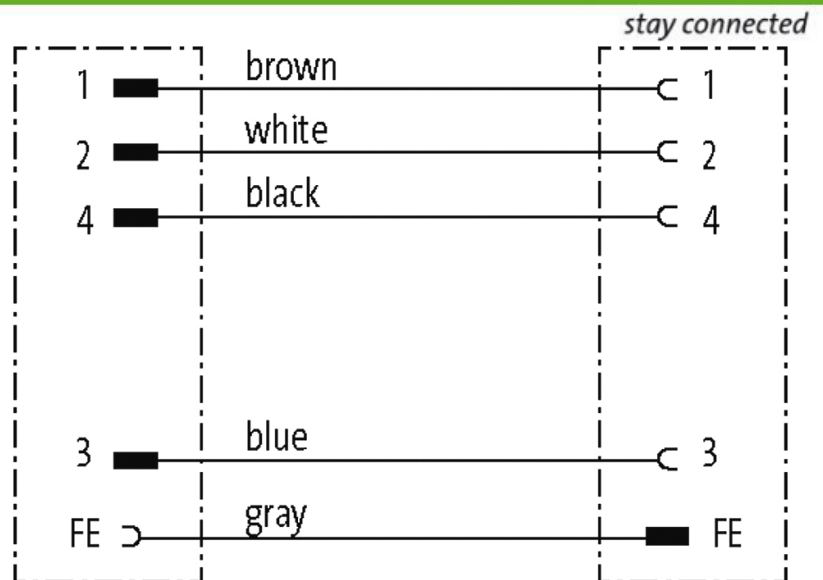 stay connected
1 brown 1
2 white 2
4 black 4
3 blue 3
FE gray FE